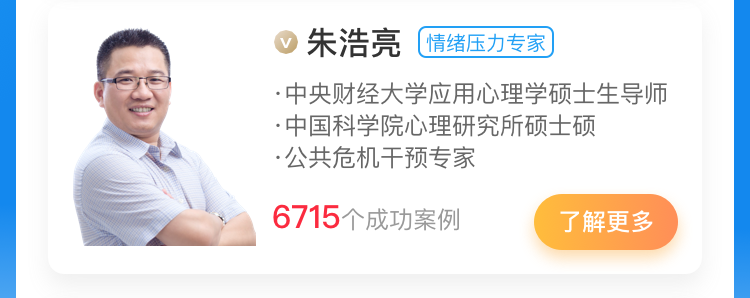 V 朱浩亮 情绪压力专家
·中央财经大学应用心理学硕士生导师
·中国科学院心理研究所硕士硕
·公共危机干预专家
6715个成功案例 了解更多